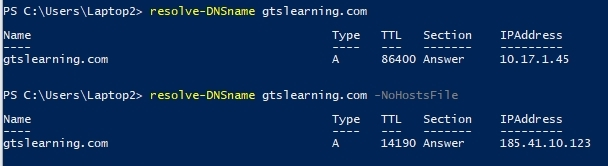 PS C:\Users\Laptop2> resolve-DNSname gtslearning.com
Name Type TTL Section IPAddress
---- ---- --- ------- ---------
gtslearning.com A 86400 Answer 10.17.1.45
PS C:\Users\Laptop2> resolve-DNSname gtslearning.com -NoHostsFile
Name Type TTL Section IPAddress
---- ---- --- ------- ---------
gtslearning.com A 14190 Answer 185.41.10.123